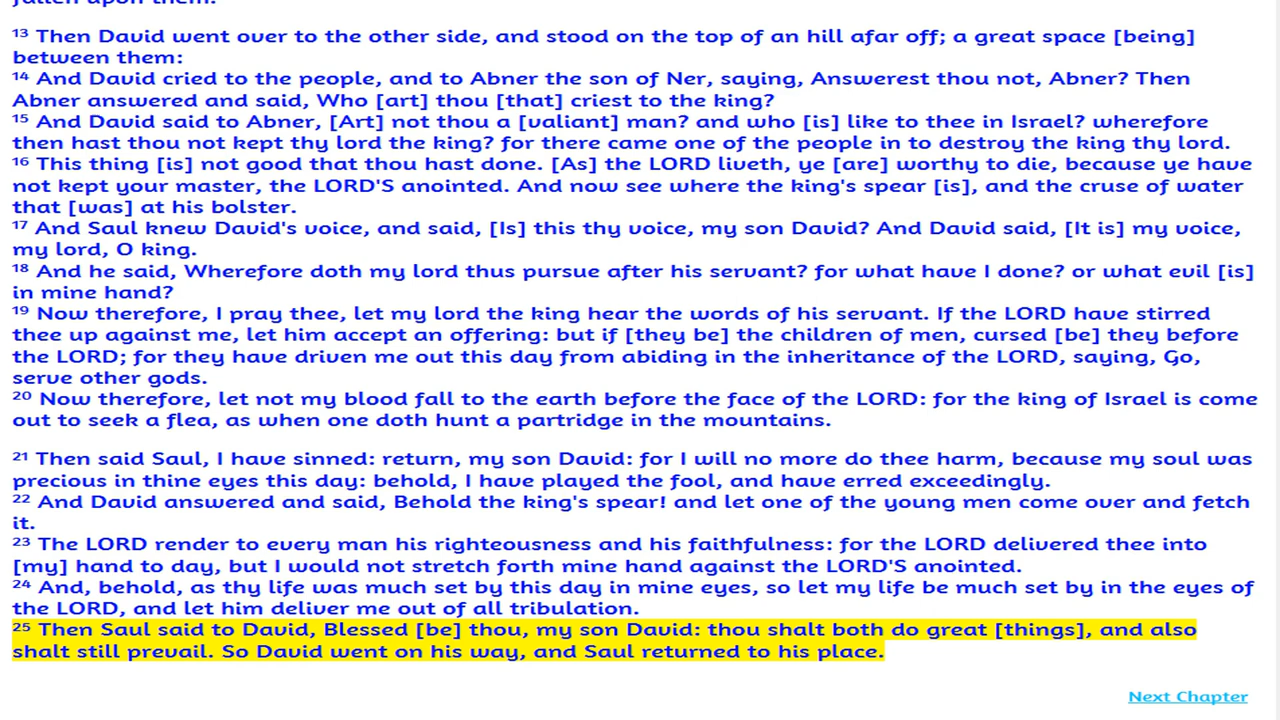 fallen upon them.
¹³ Then David went over to the other side, and stood on the top of an hill afar off; a great space [being]
between them:
¹⁴ And David cried to the people, and to Abner the son of Ner, saying, Answerest thou not, Abner? Then
Abner answered and said, Who [art] thou [that] criest to the king?
¹⁵ And David said to Abner, [Art] not thou a [valiant] man? and who [is] like to thee in Israel? wherefore
then hast thou not kept thy lord the king? for there came one of the people in to destroy the king thy lord.
¹⁶ This thing [is] not good that thou hast done. [As] the LORD liveth, ye [are] worthy to die, because ye have
not kept your master, the LORD'S anointed. And now see where the king's spear [is], and the cruse of water
that [was] at his bolster.
¹⁷ And Saul knew David's voice, and said, [Is] this thy voice, my son David? And David said, [It is] my voice,
my lord, O king.
¹⁸ And he said, Wherefore doth my lord thus pursue after his servant? for what have I done? or what evil [is]
in mine hand?
¹⁹ Now therefore, I pray thee, let my lord the king hear the words of his servant. If the LORD have stirred
thee up against me, let him accept an offering: but if [they be] the children of men, cursed [be] they before
the LORD; for they have driven me out this day from abiding in the inheritance of the LORD, saying, Go,
serve other gods.
²⁰ Now therefore, let not my blood fall to the earth before the face of the LORD: for the king of Israel is come
out to seek a flea, as when one doth hunt a partridge in the mountains.
²¹ Then said Saul, I have sinned: return, my son David: for I will no more do thee harm, because my soul was
precious in thine eyes this day: behold, I have played the fool, and have erred exceedingly.
²² And David answered and said, Behold the king's spear! and let one of the young men come over and fetch
it.
²³ The LORD render to every man his righteousness and his faithfulness: for the LORD delivered thee into
[my] hand to day, but I would not stretch forth mine hand against the LORD'S anointed.
²⁴ And, behold, as thy life was much set by this day in mine eyes, so let my life be much set by in the eyes of
the LORD, and let him deliver me out of all tribulation.
²⁵ Then Saul said to David, Blessed [be] thou, my son David: thou shalt both do great [things], and also
shalt still prevail. So David went on his way, and Saul returned to his place.
Next Chapter